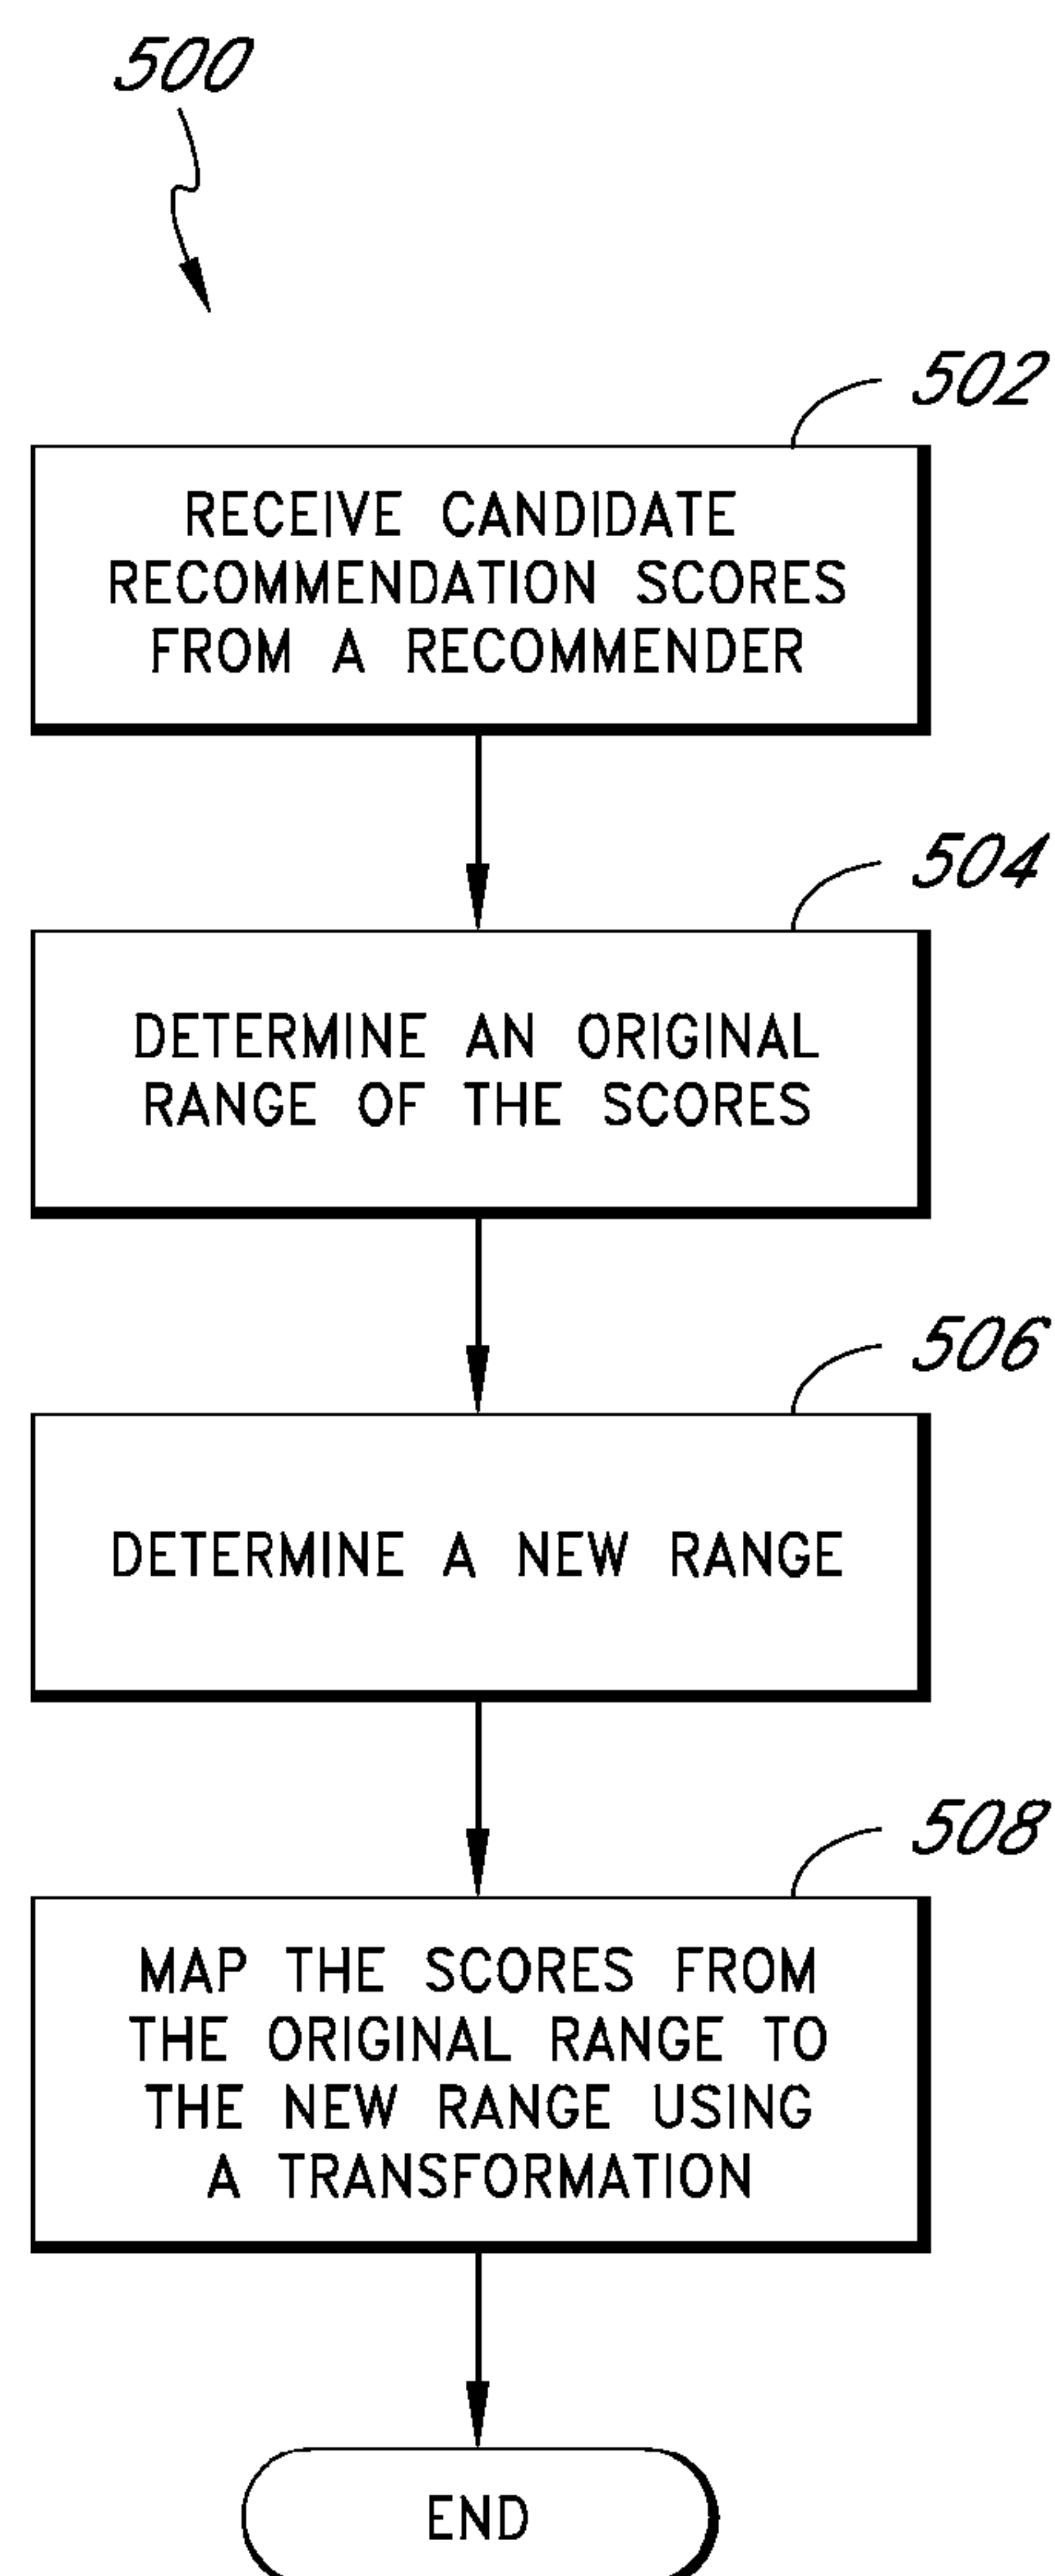 500
502
RECEIVE CANDIDATE
RECOMMENDATION SCORES
FROM A RECOMMENDER
504
DETERMINE AN ORIGINAL
RANGE OF THE SCORES
506
DETERMINE A NEW RANGE
508
MAP THE SCORES FROM
THE ORIGINAL RANGE TO
THE NEW RANGE USING
A TRANSFORMATION
END